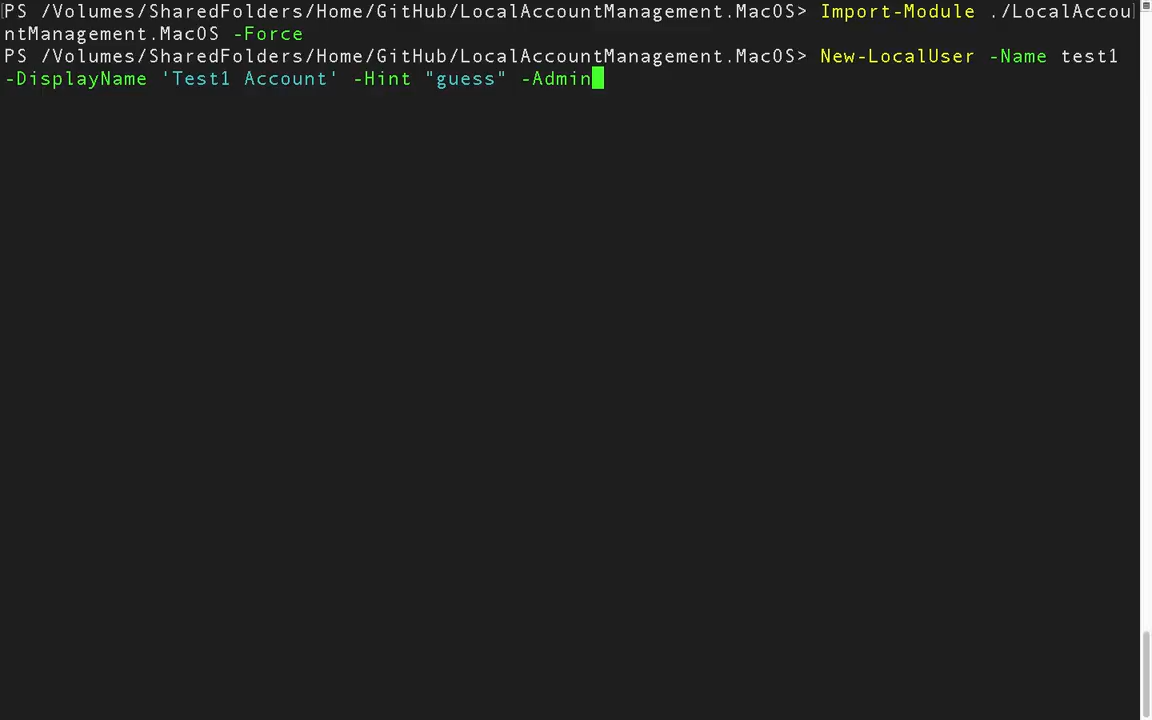 PS /Volumes/SharedFolders/Home/GitHub/LocalAccountManagement.MacOS> Import-Module ./LocalAccou
ntManagement.MacOS -Force
PS /Volumes/SharedFolders/Home/GitHub/LocalAccountManagement.MacOS> New-LocalUser -Name test1
-DisplayName 'Test1 Account' -Hint "guess" -Admin